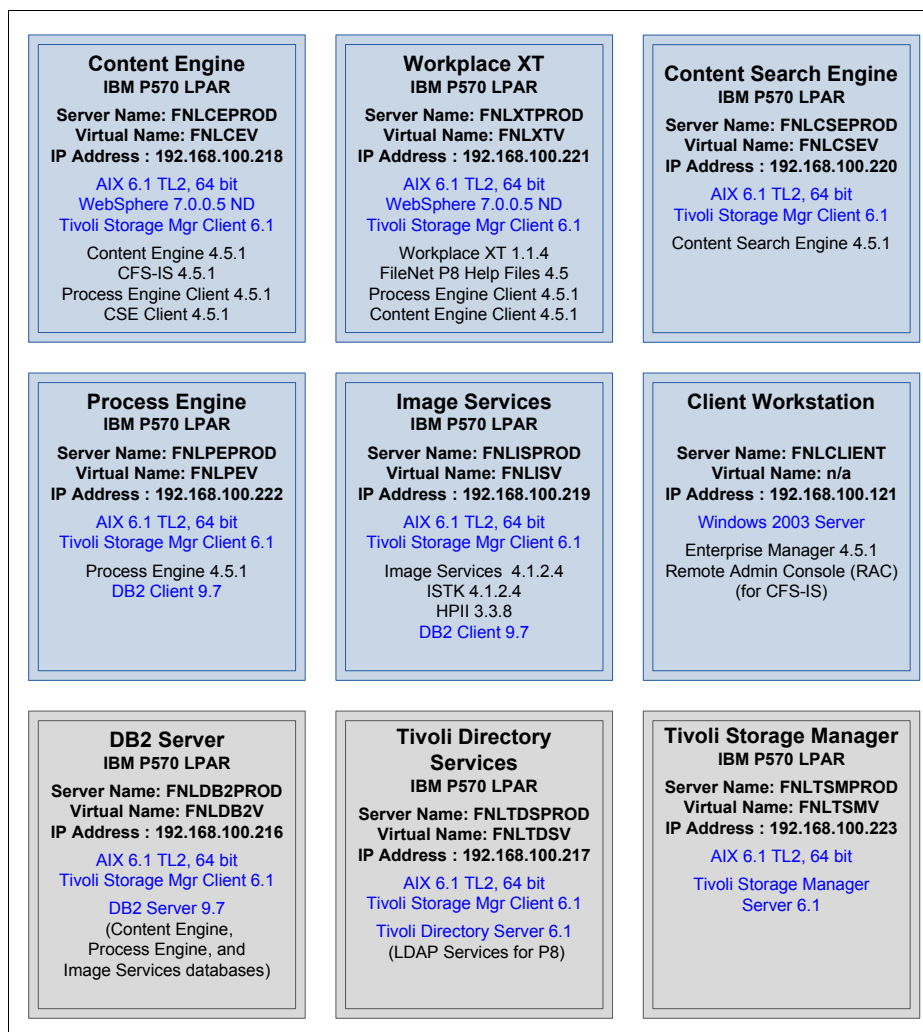 Content Engine
IBM P570 LPAR
Server Name: FNLCEPROD
Virtual Name: FNLCEV
IP Address : 192.168.100.218
AIX 6.1 TL2, 64 bit
WebSphere 7.0.0.5 ND
Tivoli Storage Mgr Client 6.1
Content Engine 4.5.1
CFS-IS 4.5.1
Process Engine Client 4.5.1
CSE Client 4.5.1
Workplace XT
IBM P570 LPAR
Server Name: FNLXTPROD
Virtual Name: FNLXTV
IP Address : 192.168.100.221
AIX 6.1 TL2, 64 bit
WebSphere 7.0.0.5 ND
Tivoli Storage Mgr Client 6.1
Workplace XT 1.1.4
FileNet P8 Help Files 4.5
Process Engine Client 4.5.1
Content Engine Client 4.5.1
Content Search Engine
IBM P570 LPAR
Server Name: FNLCSEPROD
Virtual Name: FNLCSEV
IP Address : 192.168.100.220
AIX 6.1 TL2, 64 bit
Tivoli Storage Mgr Client 6.1
Content Search Engine 4.5.1
Process Engine
IBM P570 LPAR
Server Name: FNLPEPROD
Virtual Name: FNLPEV
IP Address : 192.168.100.222
AIX 6.1 TL2, 64 bit
Tivoli Storage Mgr Client 6.1
Process Engine 4.5.1
DB2 Client 9.7
Image Services
IBM P570 LPAR
Server Name: FNLISPROD
Virtual Name: FNLISV
IP Address : 192.168.100.219
AIX 6.1 TL2, 64 bit
Tivoli Storage Mgr Client 6.1
Image Services 4.1.2.4
ISTK 4.1.2.4
HPII 3.3.8
DB2 Client 9.7
Client Workstation
Server Name: FNLCLIENT
Virtual Name: n/a
IP Address : 192.168.100.121
Windows 2003 Server
Enterprise Manager 4.5.1
Remote Admin Console (RAC)
(for CFS-IS)
DB2 Server
IBM P570 LPAR
Server Name: FNLDB2PROD
Virtual Name: FNLDB2V
IP Address : 192.168.100.216
AIX 6.1 TL2, 64 bit
Tivoli Storage Mgr Client 6.1
DB2 Server 9.7
(Content Engine,
Process Engine, and
Image Services databases)
Tivoli Directory
Services
IBM P570 LPAR
Server Name: FNLTDSPROD
Virtual Name: FNLTDSV
IP Address : 192.168.100.217
AIX 6.1 TL2, 64 bit
Tivoli Storage Mgr Client 6.1
Tivoli Directory Server 6.1
(LDAP Services for P8)
Tivoli Storage Manager
IBM P570 LPAR
Server Name: FNLTSMPROD
Virtual Name: FNLTSMV
IP Address : 192.168.100.223
AIX 6.1 TL2, 64 bit
Tivoli Storage Manager
Server 6.1